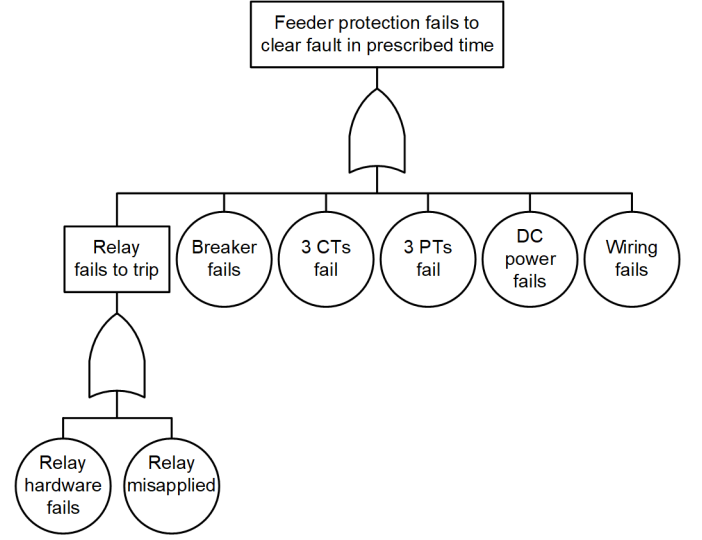 Feeder protection fails to
clear fault in prescribed time
Relay
fails to trip
Breaker
fails
3 CTs
fail
3 PTs
fail
DC
power
fails
Wiring
fails
Relay
hardware
fails
Relay
misapplied